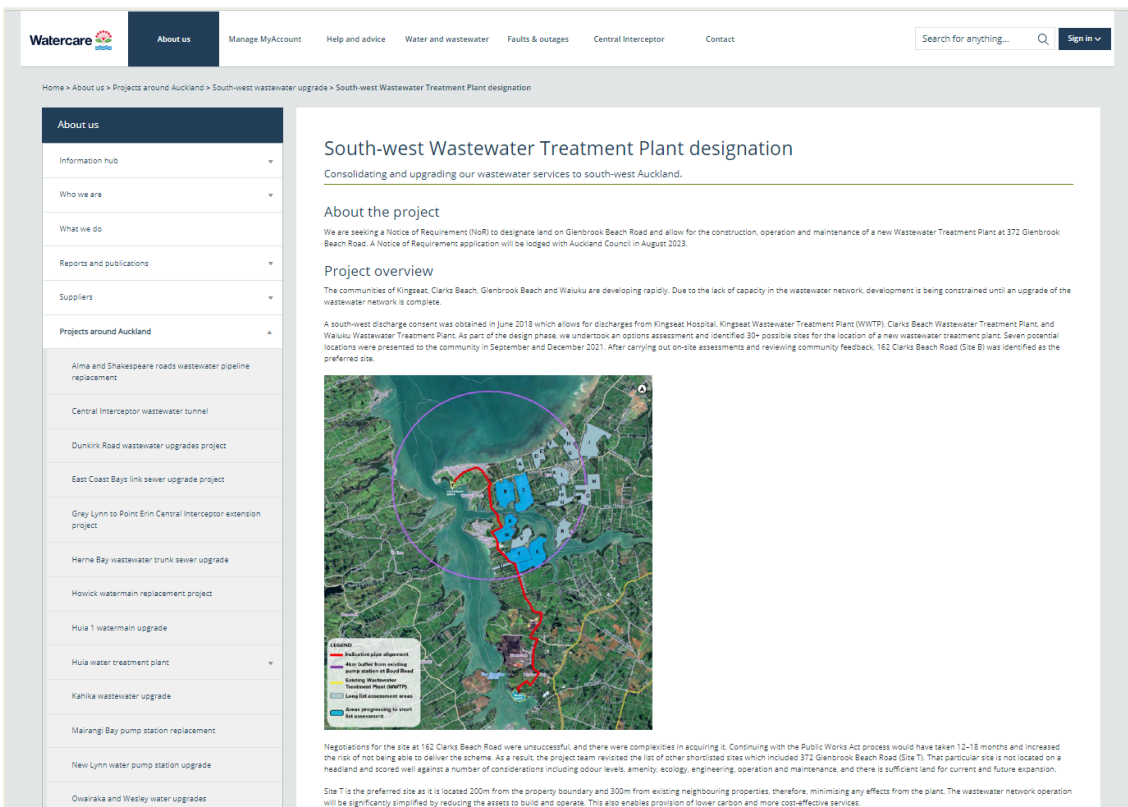 Watercare
About us
Manage MyAccount
Help and advice
Water and wastewater
Faults & outages
Central Interceptor
Contact
Search for anything...
Sign in
Home > About us > Projects around Auckland > South-west wastewater upgrade > South-west Wastewater Treatment Plant designation
About us
Information hub
Who we are
What we do
Reports and publications
Suppliers
Projects around Auckland
Alma and Shakespeare roads wastewater pipeline
replacement
Central Interceptor wastewater tunnel
Dunkirk Road wastewater upgrades project
East Coast Bays link sewer upgrade project
Grey Lynn to Point Erin Central Interceptor extension
project
Herne Bay wastewater trunk sewer upgrade
Howick watermain replacement project
Huia 1 watermain upgrade
Huia water treatment plant
Kahika wastewater upgrade
Mairangi Bay pump station replacement
New Lynn water pump station upgrade
Owairaka and Wesley water upgrades
South-west Wastewater Treatment Plant designation
Consolidating and upgrading our wastewater services to south-west Auckland.
About the project
We are seeking a Notice of Requirement (NoR) to designate land on Glenbrook Beach Road and allow for the construction, operation and maintenance of a new Wastewater Treatment Plant at 372 Glenbrook
Beach Road. A Notice of Requirement application will be lodged with Auckland Council in August 2023.
Project overview
The communities of Kingseat, Clarks Beach, Glenbrook Beach and Waiuku are developing rapidly. Due to the lack of capacity in the wastewater network, development is being constrained until an upgrade of the
wastewater network is complete.
A south-west discharge consent was obtained in June 2018 which allows for discharges from Kingseat Hospital, Kingseat Wastewater Treatment Plant (WWTP), Clarks Beach Wastewater Treatment Plant, and
Waiuku Wastewater Treatment Plant. As part of the design phase, we undertook an options assessment and identified 30+ possible sites for the location of a new wastewater treatment plant. Seven potential
locations were presented to the community in September and December 2021. After carrying out on-site assessments and reviewing community feedback, 162 Clarks Beach Road (Site B) was identified as the
preferred site.
LEGEND
Indicative pipe alignment
4km buffer from existing
pump station at Boyd Road
Existing Wastewater
Treatment Plant (WWTP)
Long list assessment areas
Areas progressing to short
list assessment
Negotiations for the site at 162 Clarks Beach Road were unsuccessful, and there were complexities in acquiring it. Continuing with the Public Works Act process would have taken 12–18 months and increased
the risk of not being able to deliver the scheme. As a result, the project team revisited the list of other shortlisted sites which included 372 Glenbrook Beach Road (Site T). That particular site is not located on a
headland and scored well against a number of considerations including odour levels, amenity, ecology, engineering, operation and maintenance, and there is sufficient land for current and future expansion.
Site T is the preferred site as it is located 200m from the property boundary and 300m from existing neighbouring properties, therefore, minimising any effects from the plant. The wastewater network operation
will be significantly simplified by reducing the assets to build and operate. This also enables provision of lower carbon and more cost-effective services.